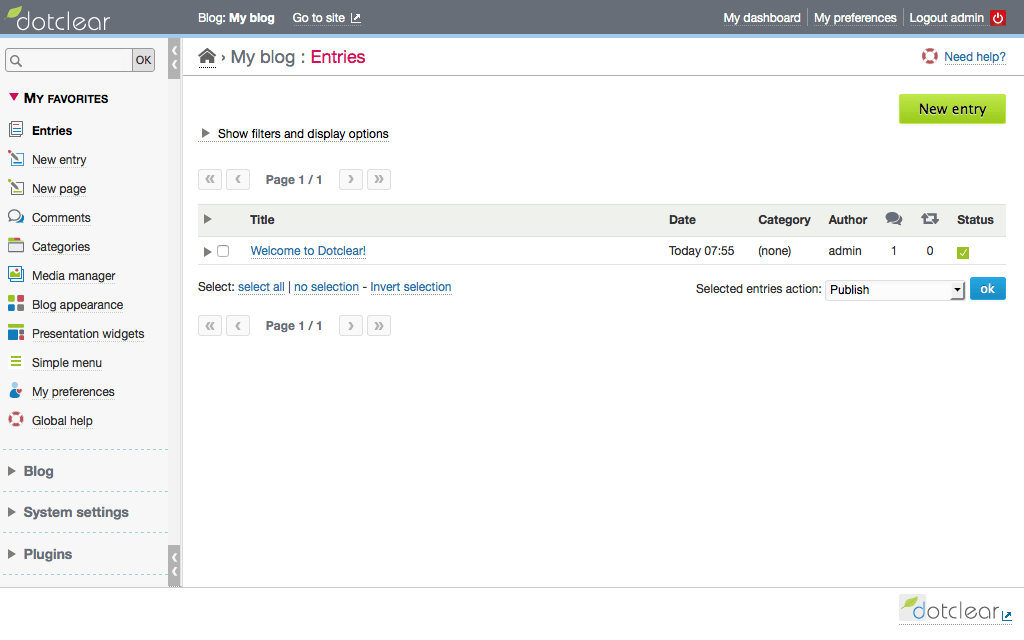 dotclear
Blog: My blog Go to site My dashboard My preferences Logout admin
OK
› My blog : Entries Need help?
My favorites
Entries
New entry
New page
Comments
Categories
Media manager
Blog appearance
Presentation widgets
Simple menu
My preferences
Global help
Blog
System settings
Plugins
New entry
Show filters and display options
« ‹ Page 1 / 1 › »
Title Date Category Author Status
Welcome to Dotclear! Today 07:55 (none) admin 1 0
Select: select all | no selection - Invert selection Selected entries action: Publish ok
« ‹ Page 1 / 1 › »
dotclear